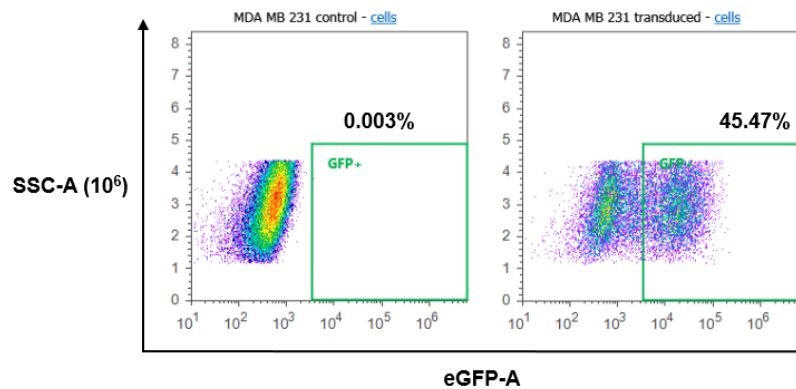 MDA MB 231 control - cells
8
7
6
5
4
3
2
1
0
0.003%
GFP+
10¹ 10² 10³ 10⁴ 10⁵ 10⁶
MDA MB 231 transduced - cells
8
7
6
5
4
3
2
1
0
45.47%
GFP+
10¹ 10² 10³ 10⁴ 10⁵ 10⁶
SSC-A (10⁶)
eGFP-A